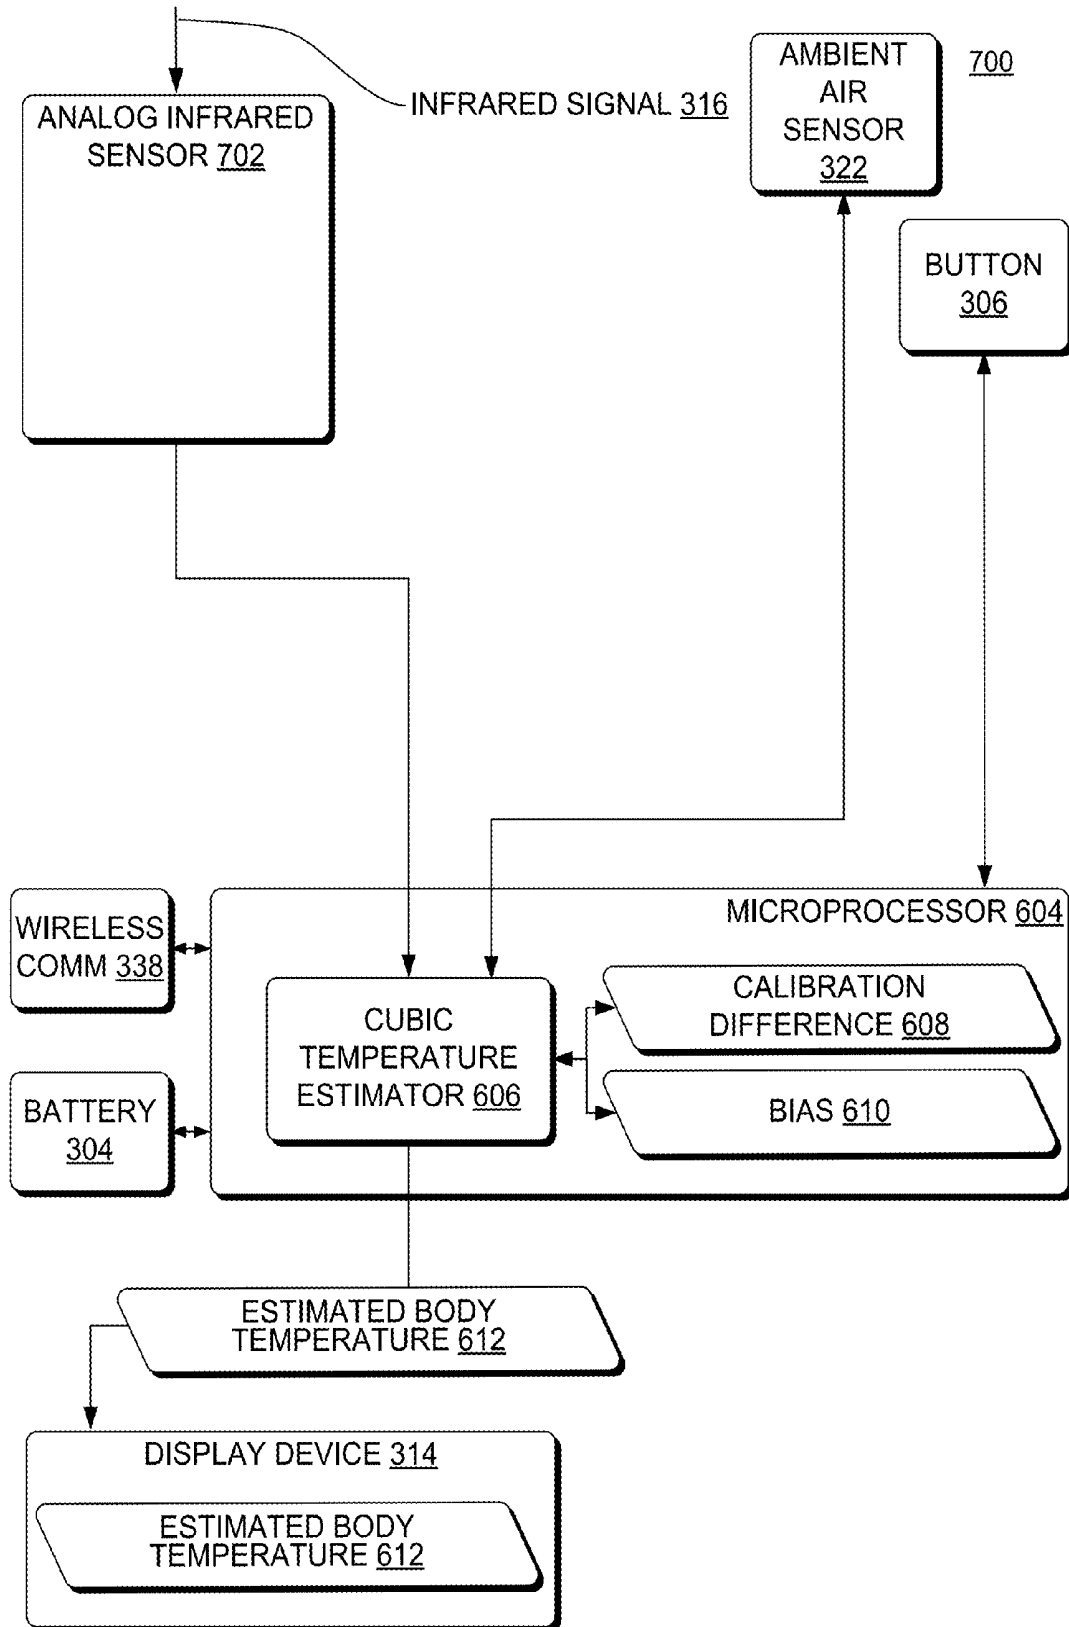 AMBIENT
AIR
SENSOR
322
700
INFRARED SIGNAL 316
ANALOG INFRARED
SENSOR 702
BUTTON
306
MICROPROCESSOR 604
WIRELESS
COMM 338
CUBIC
TEMPERATURE
ESTIMATOR 606
CALIBRATION
DIFFERENCE 608
BIAS 610
BATTERY
304
ESTIMATED BODY
TEMPERATURE 612
DISPLAY DEVICE 314
ESTIMATED BODY
TEMPERATURE 612